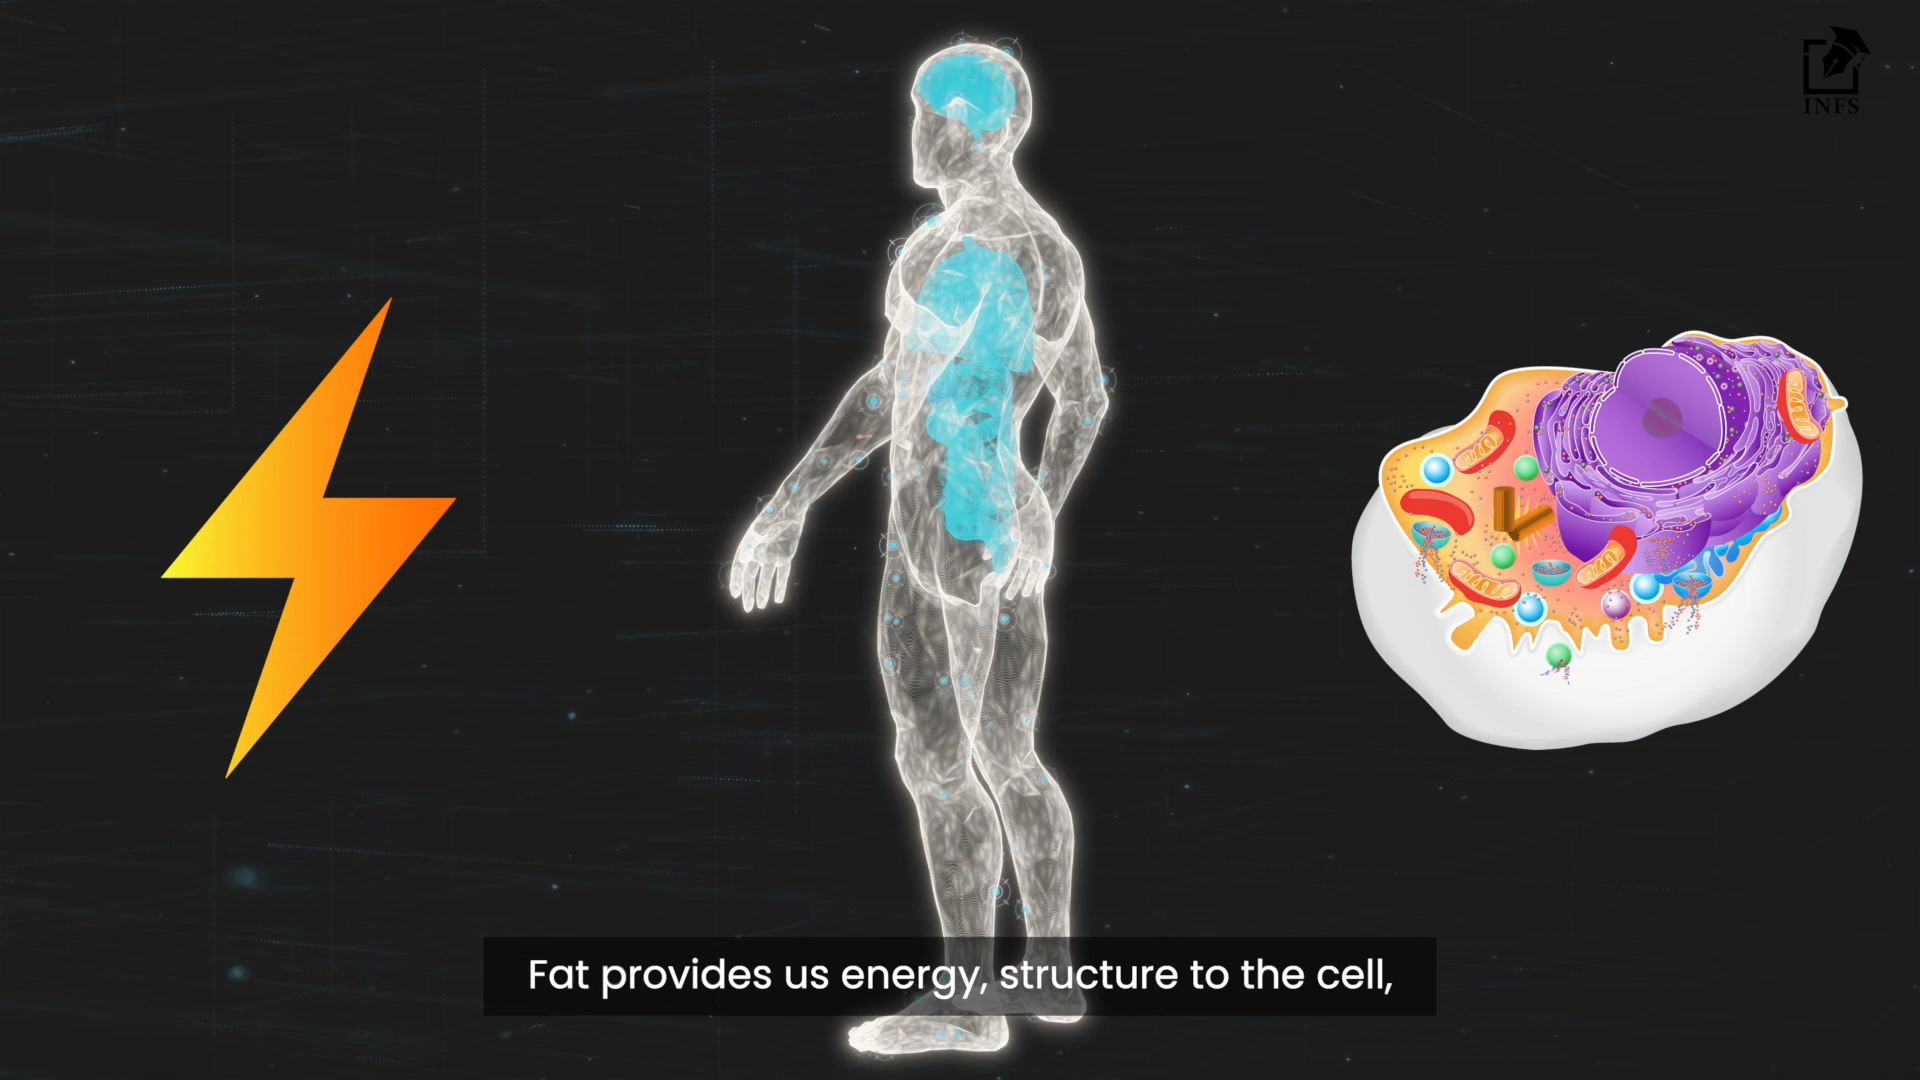 INFS
Fat provides us energy, structure to the cell,